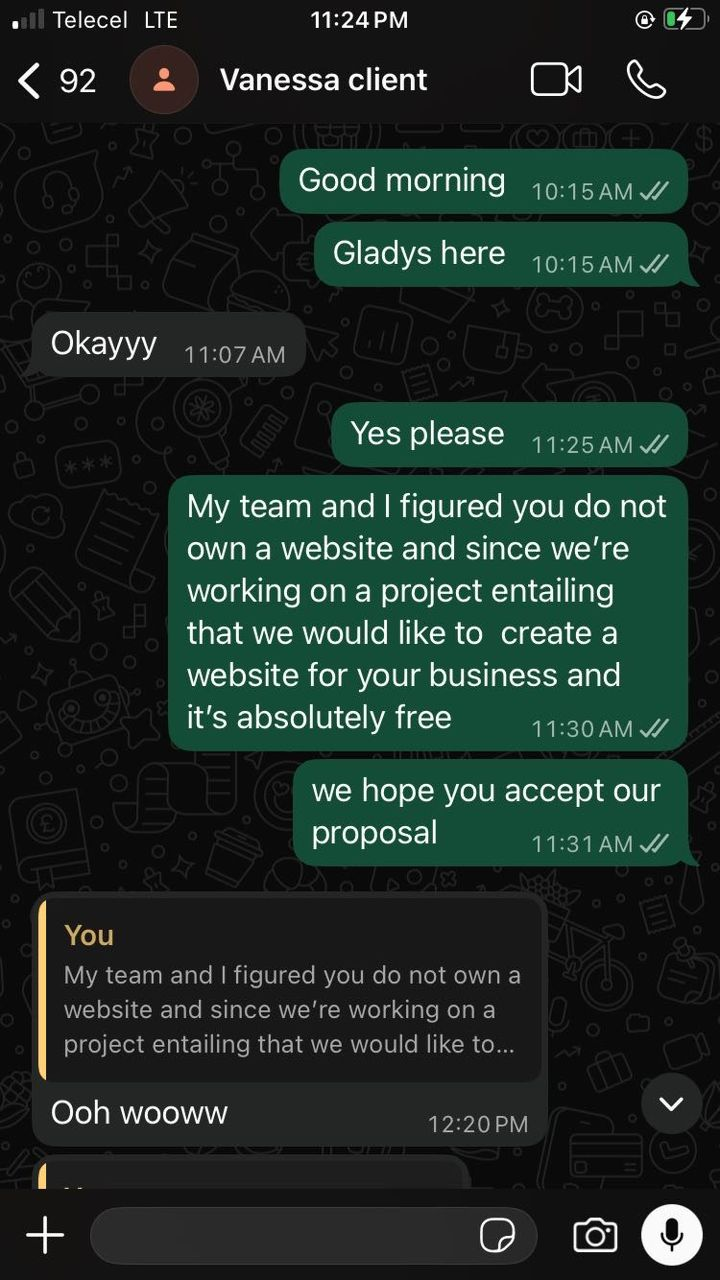 Telecel LTE 11:24 PM
92 Vanessa client
Good morning 10:15 AM
Gladys here 10:15 AM
Okayyy 11:07 AM
Yes please 11:25 AM
My team and I figured you do not
own a website and since we're
working on a project entailing
that we would like to  create a
website for your business and
it's absolutely free 11:30 AM
we hope you accept our
proposal 11:31 AM
You
My team and I figured you do not own a
website and since we're working on a
project entailing that we would like to...
Ooh wooww 12:20 PM